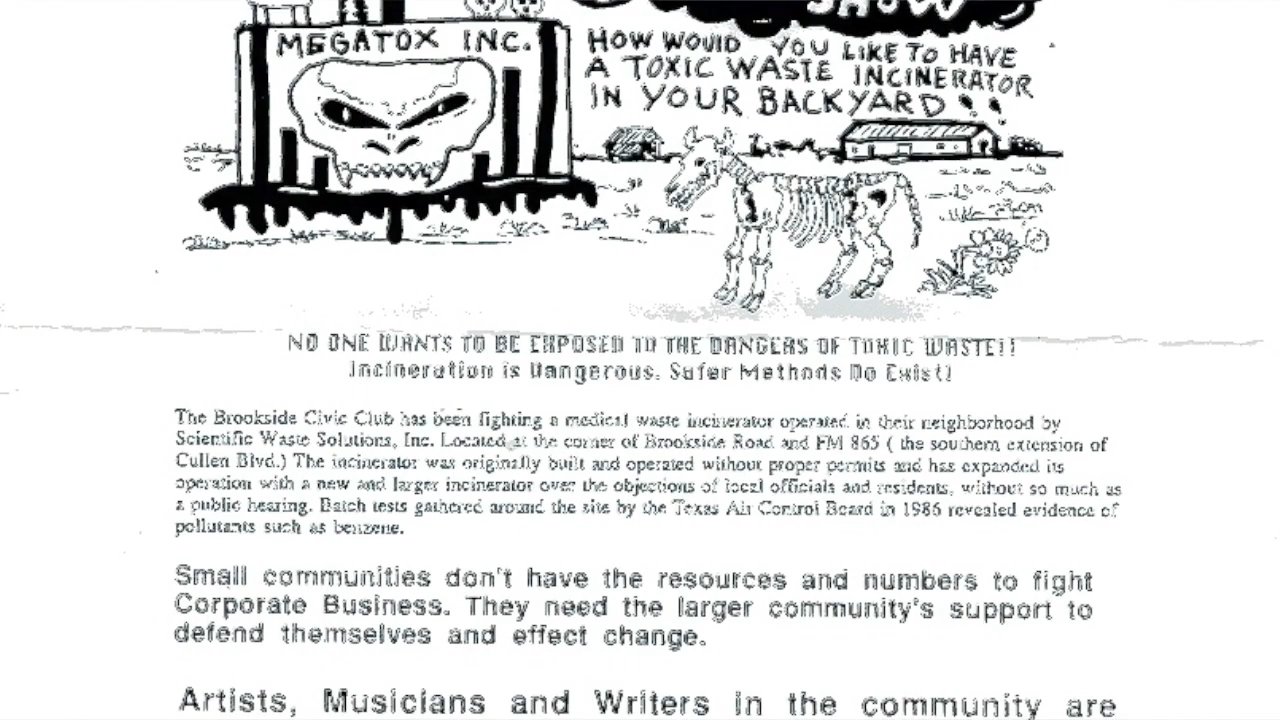 SHOW
MEGATOX INC.
HOW WOULD YOU LIKE TO HAVE
A TOXIC WASTE INCINERATOR
IN YOUR BACKYARD!!
NO ONE WANTS TO BE EXPOSED TO THE DANGERS OF TOXIC WASTE!!
Incineration is Dangerous. Safer Methods Do Exist!!
The Brookside Civic Club has been fighting a medical waste incinerator operated in their neighborhood by
Scientific Waste Solutions, Inc. Located at the corner of Brookside Road and FM 865 ( the southern extension of
Cullen Blvd.) The incinerator was originally built and operated without proper permits and has expanded its
operation with a new and larger incinerator over the objections of local officials and residents, without so much as
a public hearing. Batch tests gathered around the site by the Texas Air Control Board in 1986 revealed evidence of
pollutants such as benzene.
Small communities don't have the resources and numbers to fight
Corporate Business. They need the larger community's support to
defend themselves and effect change.
Artists, Musicians and Writers in the community are